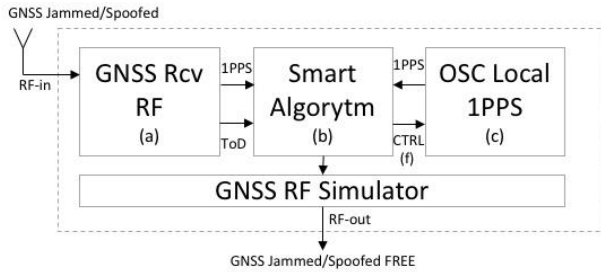 GNSS Jammed/Spoofed
RF-in
GNSS Rcv
RF
(a)
1PPS
ToD
Smart
Algorytm
(b)
1PPS
CTRL
(f)
OSC Local
1PPS
(c)
GNSS RF Simulator
RF-out
GNSS Jammed/Spoofed FREE